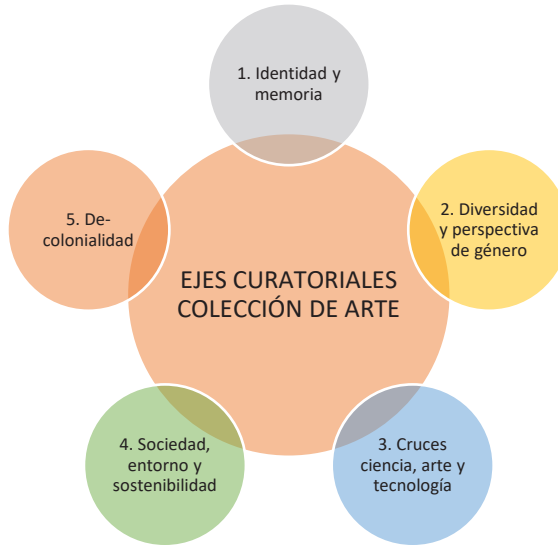 1. Identidad y
memoria
2. Diversidad
y perspectiva
de género
3. Cruces
ciencia, arte y
tecnología
4. Sociedad,
entorno y
sostenibilidad
5. De-
colonialidad
EJES CURATORIALES
COLECCIÓN DE ARTE